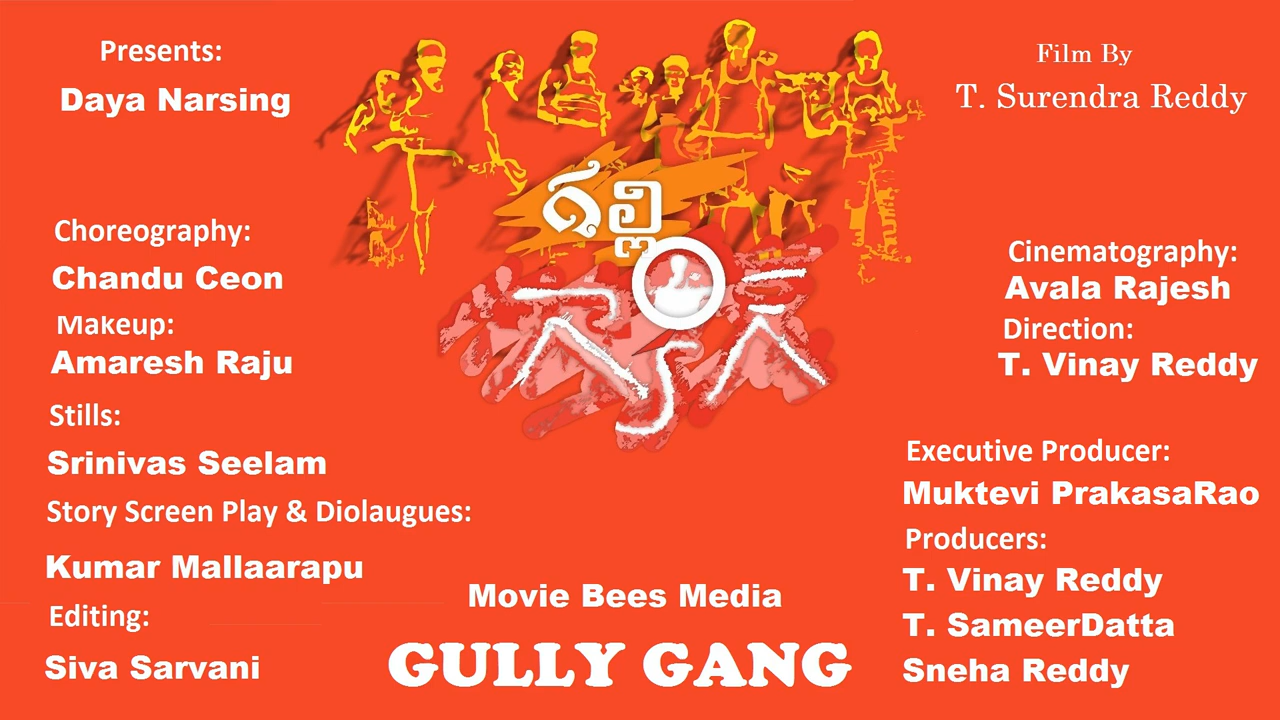 Presents:
Daya Narsing
Film By
T. Surendra Reddy
గల్లి
గ్యాంగ్
Choreography:
Chandu Ceon
Makeup:
Amaresh Raju
Stills:
Srinivas Seelam
Story Screen Play & Diolaugues:
Kumar Mallaarapu
Editing:
Siva Sarvani
Cinematography:
Avala Rajesh
Direction:
T. Vinay Reddy
Executive Producer:
Muktevi PrakasaRao
Producers:
T. Vinay Reddy
T. SameerDatta
Sneha Reddy
Movie Bees Media
GULLY GANG